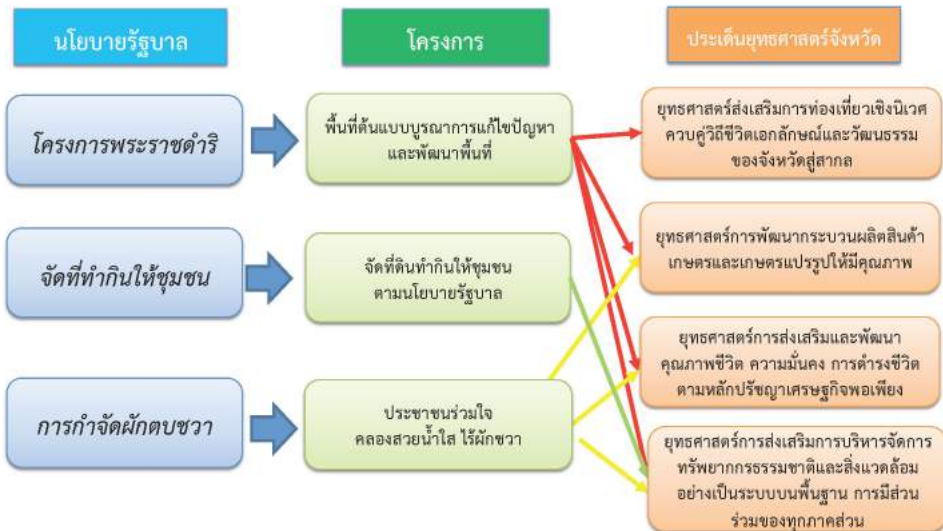 นโยบายรัฐบาล
โครงการ
ประเด็นยุทธศาสตร์จังหวัด
โครงการพระราชดำริ
พื้นที่ต้นแบบบูรณาการแก้ไขปัญหา
และพัฒนาพื้นที่
ยุทธศาสตร์ส่งเสริมการท่องเที่ยวเชิงนิเวศ
ควบคู่วิถีชีวิตเอกลักษณ์และวัฒนธรรม
ของจังหวัดสู่สากล
จัดที่ทำกินให้ชุมชน
จัดที่ดินทำกินให้ชุมชน
ตามนโยบายรัฐบาล
ยุทธศาสตร์การพัฒนากระบวนผลิตสินค้า
เกษตรและเกษตรแปรรูปให้มีคุณภาพ
ยุทธศาสตร์การส่งเสริมและพัฒนา
คุณภาพชีวิต ความมั่นคง การดำรงชีวิต
ตามหลักปรัชญาเศรษฐกิจพอเพียง
การกำจัดผักตบชวา
ประชาชนร่วมใจ
คลองสวยน้ำใส ไร้ผักชวา
ยุทธศาสตร์การส่งเสริมการบริหารจัดการ
ทรัพยากกรธรรมชาติและสิ่งแวดล้อม
อย่างเป็นระบบบนพื้นฐาน การมีส่วน
ร่วมของทุกภาคส่วน